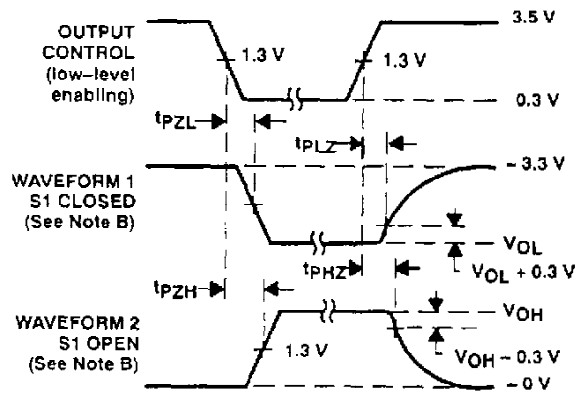 OUTPUT
CONTROL
(low–level
enabling)
3.5 V
1.3 V
1.3 V
0.3 V
tPZL
tPLZ
WAVEFORM 1
S1 CLOSED
(See Note B)
~3.3V
VOL
VOL + 0.3 V
tPHZ
tPZH
WAVEFORM 2
S1 OPEN
(See Note B)
1.3 V
VOH
VOH – 0.3 V
~0 V